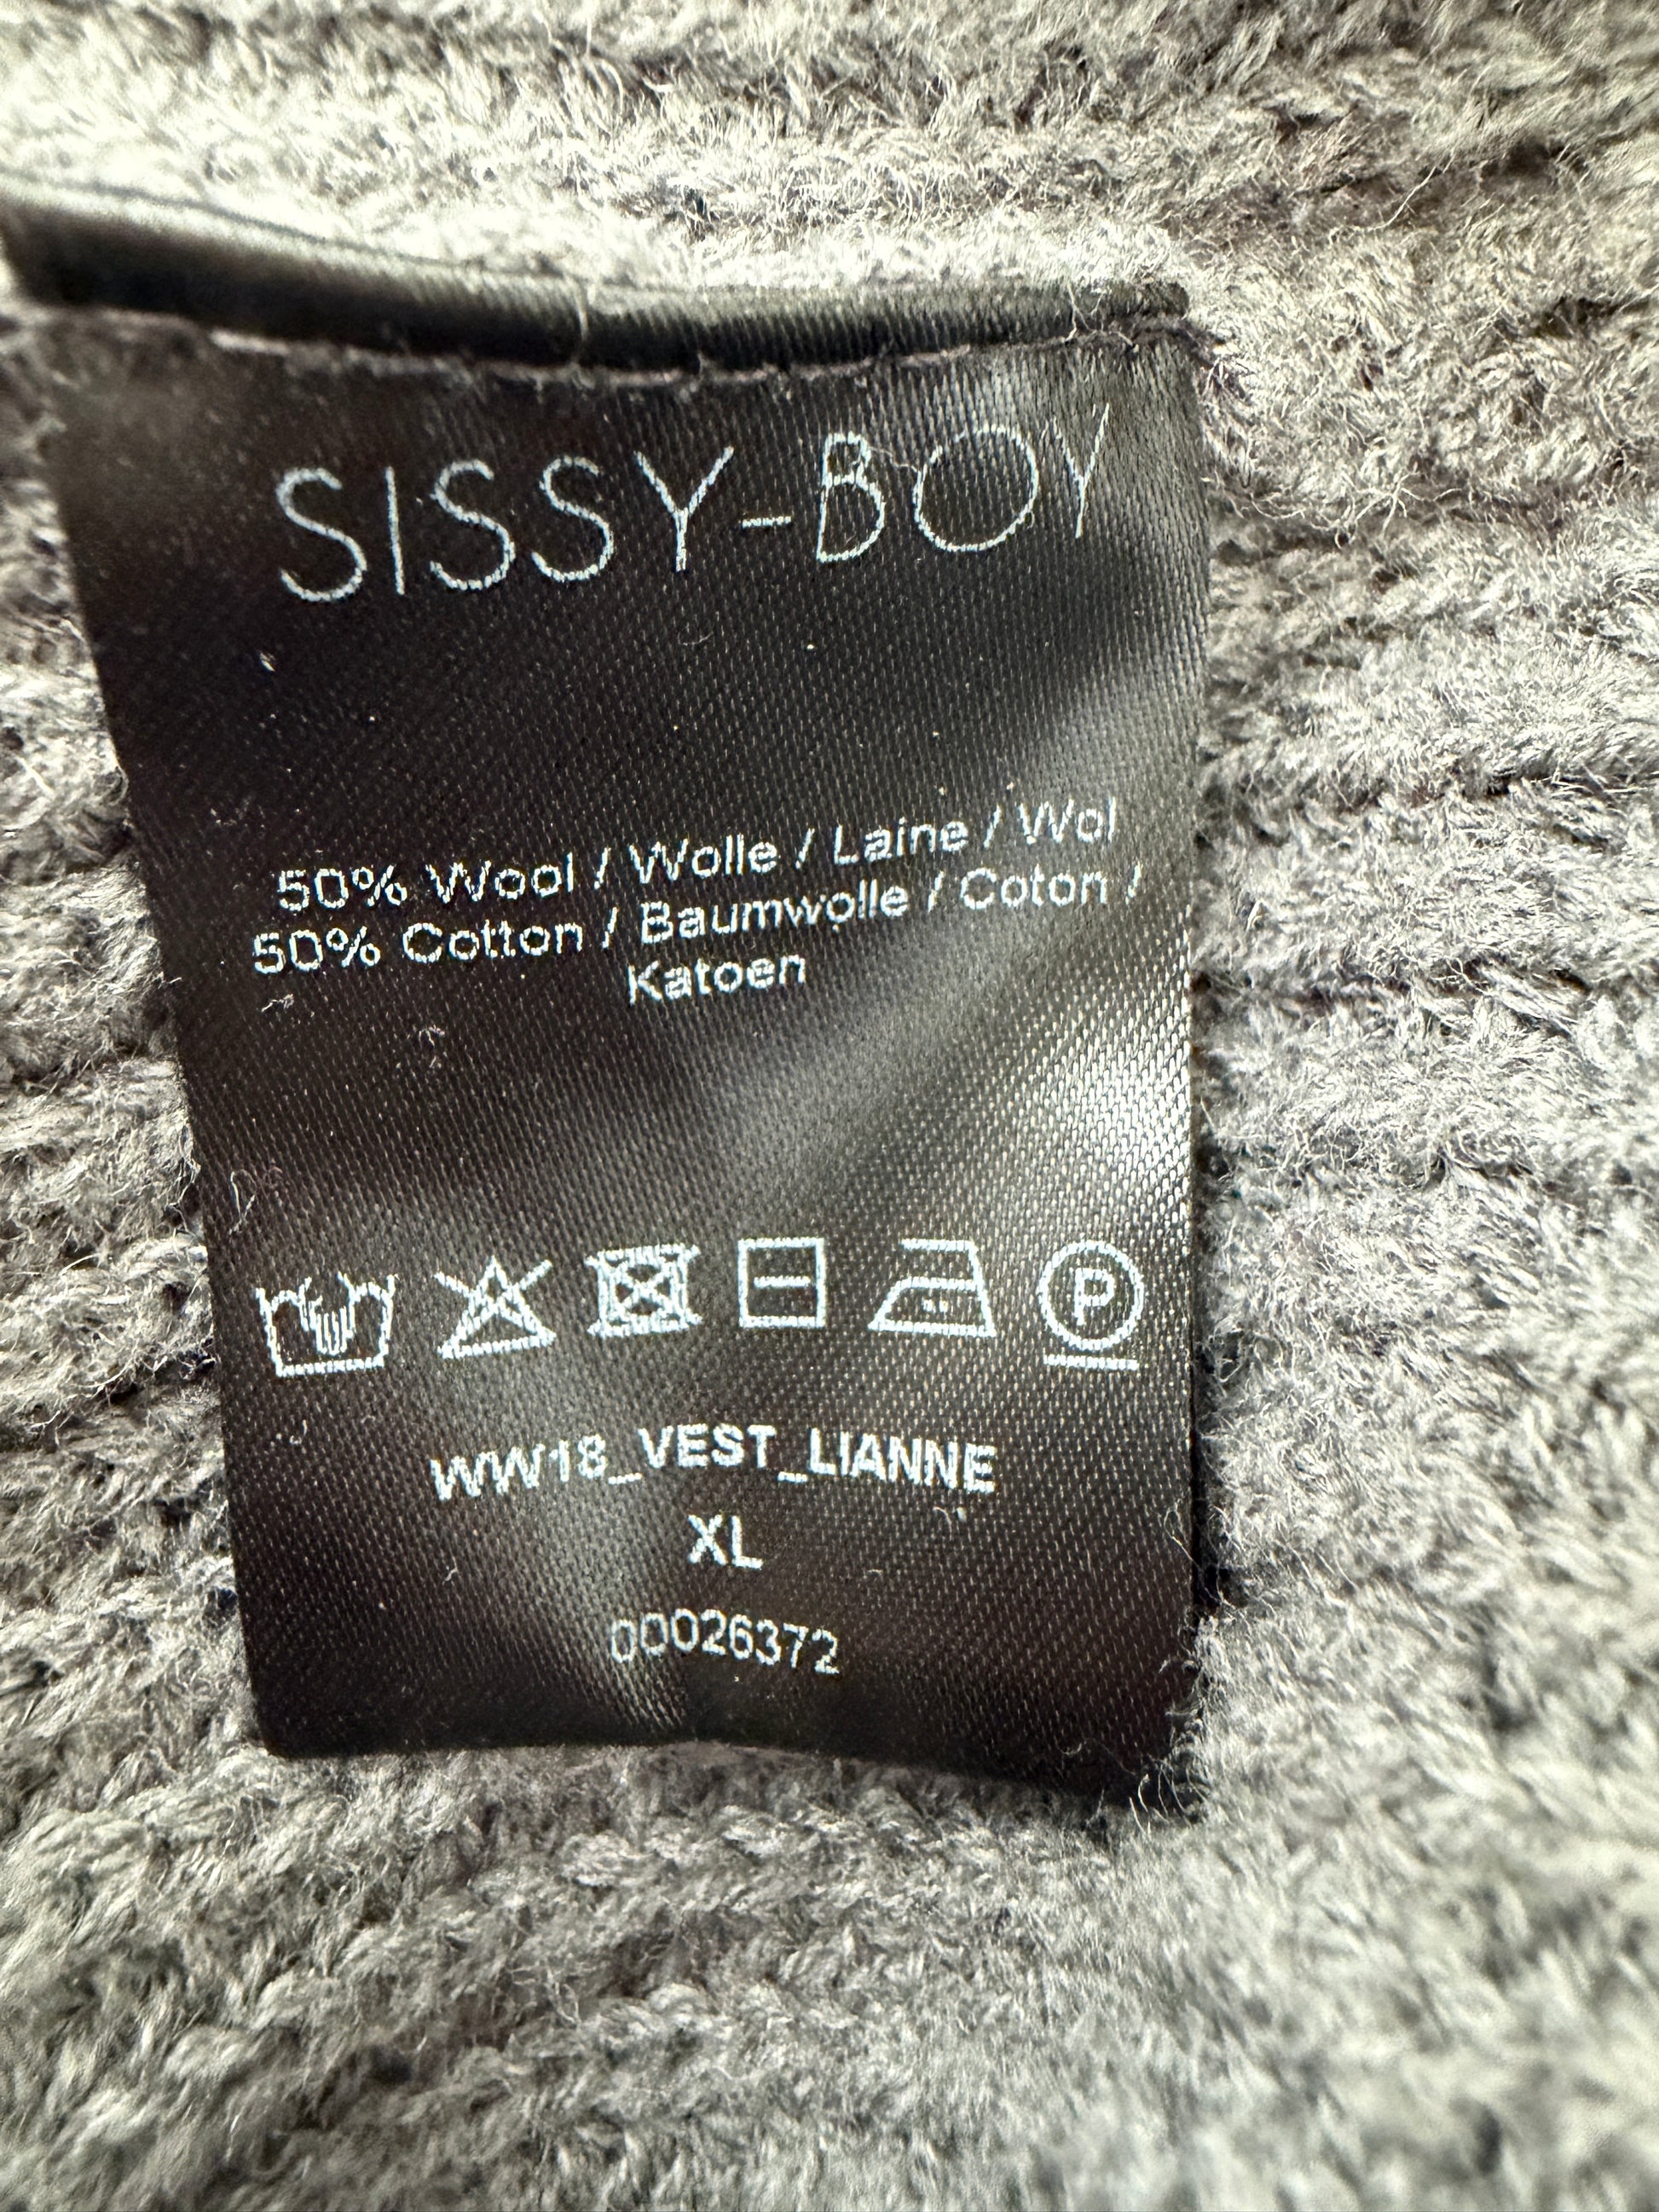 SISSY-BOY
50% Wool / Wolle / Laine / Wol
50% Cotton / Baumwolle / Coton /
Katoen
P
WW18_VEST_LIANNE
XL
00026372